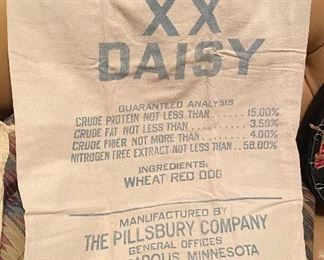 XX
DAISY
GUARANTEED ANALYSIS
CRUDE PROTEIN NOT LESS THAN ..... 15.00%
CRUDE FAT NOT LESS THAN ......... 3.50%
CRUDE FIBER NOT MORE THAN ....... 4.00%
NITROGEN FREE EXTRACT NOT LESS THAN .. 58.00%
INGREDIENTS:
WHEAT RED DOG
MANUFACTURED BY
THE PILLSBURY COMPANY
GENERAL OFFICES
MINNESOTA